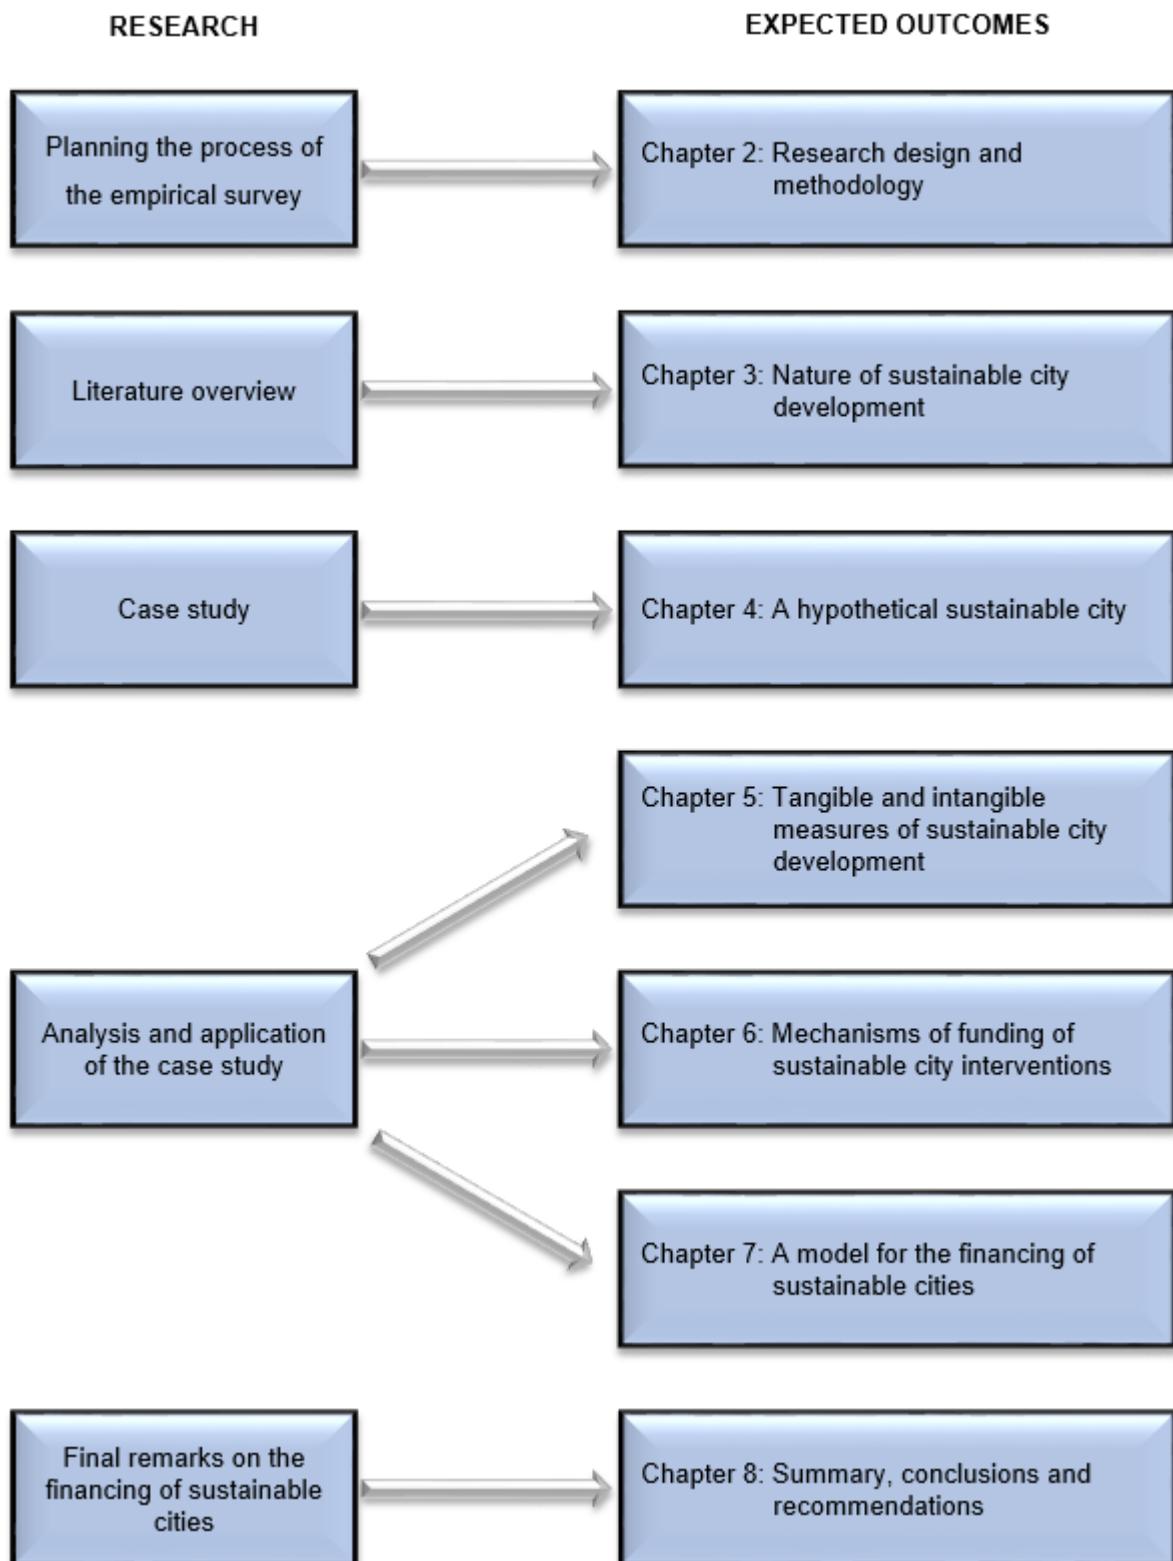 RESEARCH
EXPECTED OUTCOMES
Planning the process of
the empirical survey
Chapter 2: Research design and
methodology
Literature overview
Chapter 3: Nature of sustainable city
development
Case study
Chapter 4: A hypothetical sustainable city
Chapter 5: Tangible and intangible
measures of sustainable city
development
Analysis and application
of the case study
Chapter 6: Mechanisms of funding of
sustainable city interventions
Chapter 7: A model for the financing of
sustainable cities
Final remarks on the
financing of sustainable
cities
Chapter 8: Summary, conclusions and
recommendations